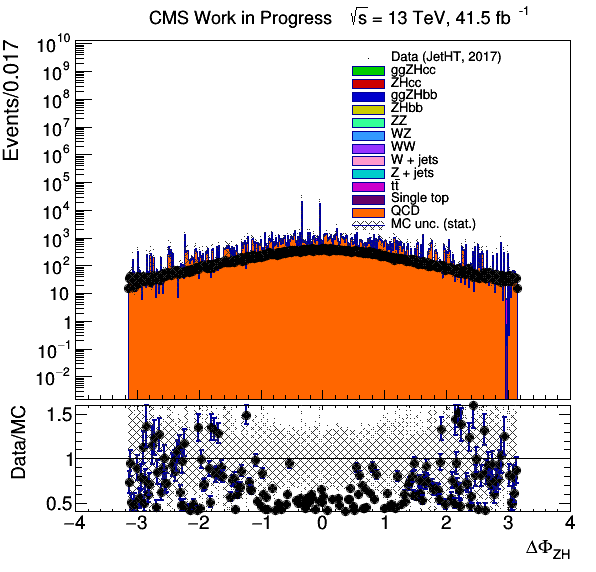 CMS Work in Progress √s = 13 TeV, 41.5 fb⁻¹
Events/0.017
10¹⁰
10⁹
10⁸
10⁷
10⁶
10⁵
10⁴
10³
10²
10
1
10⁻¹
10⁻²
Data (JetHT, 2017)
ggZHcc
ZHcc
ggZHbb
ZHbb
ZZ
WZ
WW
W + jets
Z + jets
tt̄
Single top
QCD
MC unc. (stat.)
Data/MC
1.5
1
0.5
−4 −3 −2 −1 0 1 2 3 4
ΔΦ_ZH